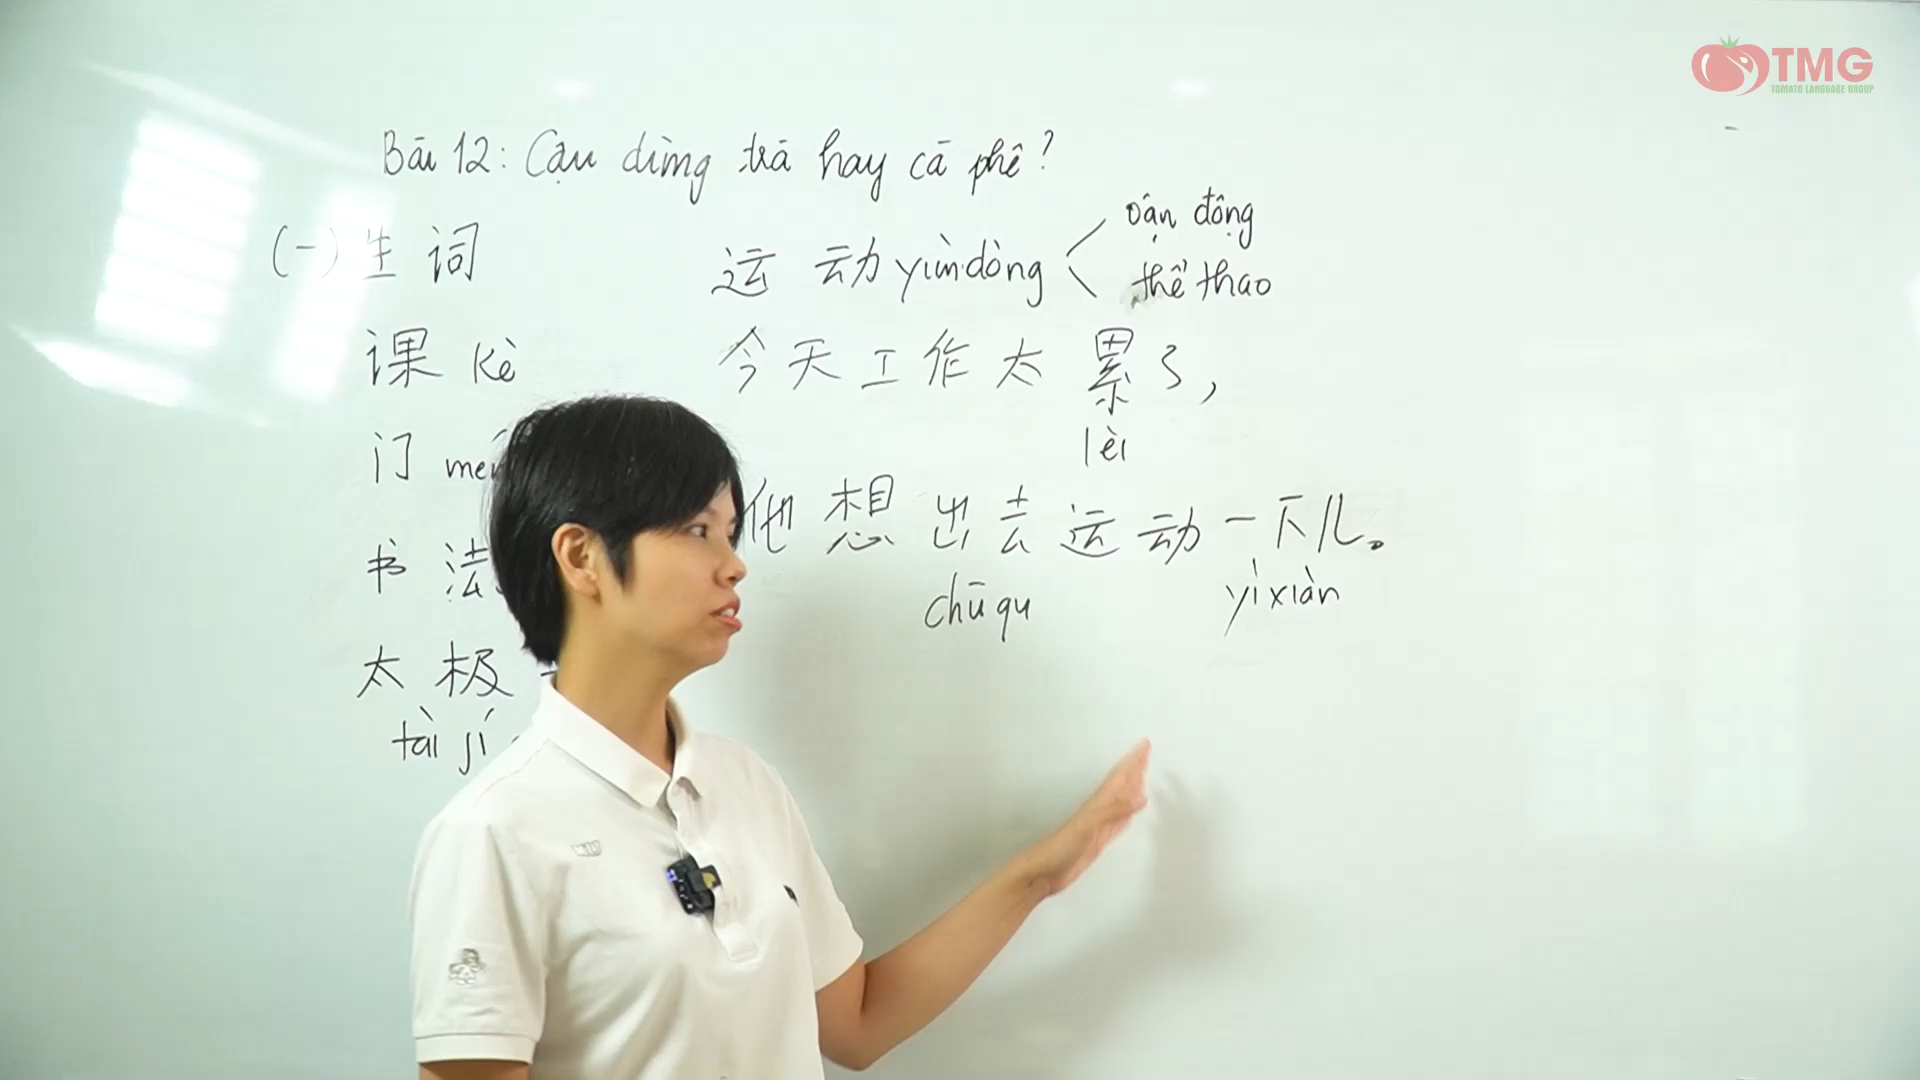 TMG
TOMATO LANGUAGE GROUP
Bài 12: Cậu dùng trà hay cà phê?
(一) 生 词
课 kè
门
书 法
太 极
tài jí
运 动 yùndòng
vận động
thể thao
今 天 工 作 太 累 了,
lèi
他 想 出 去 运 动 一 下 儿。
chūqu
yíxiàr